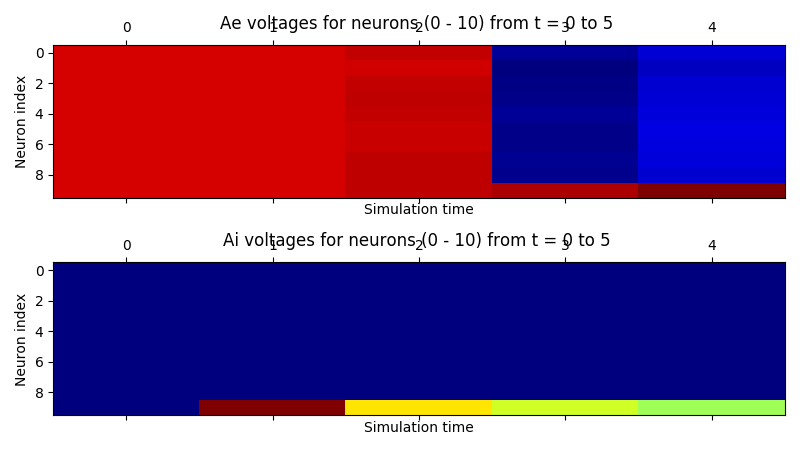 Ae voltages for neurons (0 - 10) from t = 0 to 5
0 1 2 3 4
Neuron index
0
2
4
6
8
Simulation time
Ai voltages for neurons (0 - 10) from t = 0 to 5
0 1 2 3 4
Neuron index
0
2
4
6
8
Simulation time